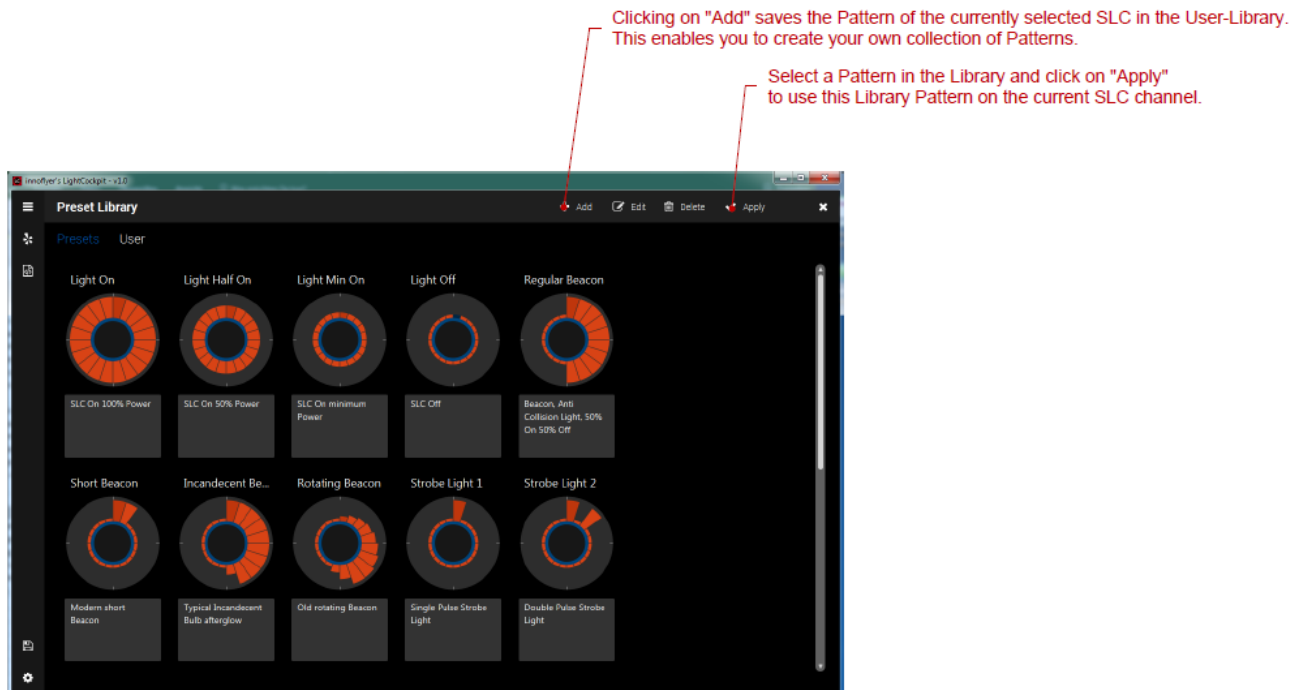 Clicking on "Add" saves the Pattern of the currently selected SLC in the User-Library.
This enables you to create your own collection of Patterns.
Select a Pattern in the Library and click on "Apply"
to use this Library Pattern on the current SLC channel.
innoflyer's LightCockpit - v1.0
Preset Library
Add
Edit
Delete
Apply
Presets
User
Light On
Light Half On
Light Min On
Light Off
Regular Beacon
SLC On 100% Power
SLC On 50% Power
SLC On minimum
Power
SLC Off
Beacon, Anti
Collision Light, 50%
On 50% Off
Short Beacon
Incandecent Be...
Rotating Beacon
Strobe Light 1
Strobe Light 2
Modern short
Beacon
Typical Incandecent
Bulb afterglow
Old rotating Beacon
Single Pulse Strobe
Light
Double Pulse Strobe
Light